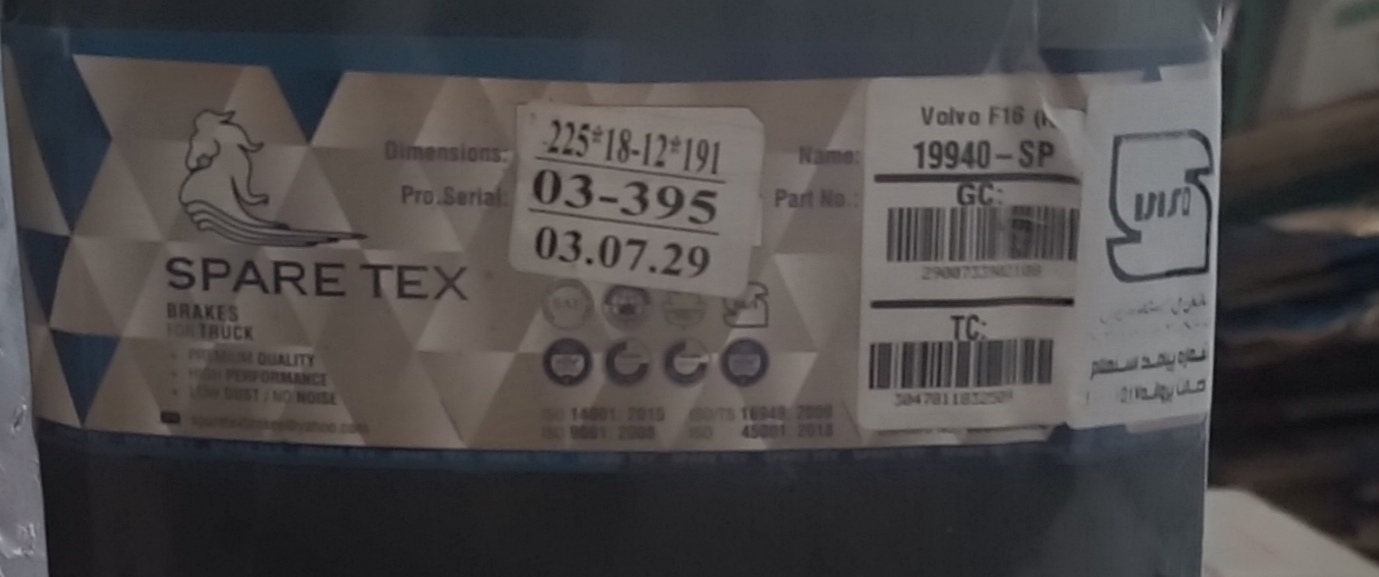 SPARE TEX
BRAKES
FOR TRUCK
PREMIUM QUALITY
HIGH PERFORMANCE
LOW DUST / NO NOISE
Dimensions:
225*18-12*191
Pro.Serial:
03-395
03.07.29
ISO 14001: 2015 ISO/TS 16949: 2008
ISO 9001: 2008 ISO 45001: 2018
Name:
Volvo F16
Part No.:
19940-SP
GC:
TC: